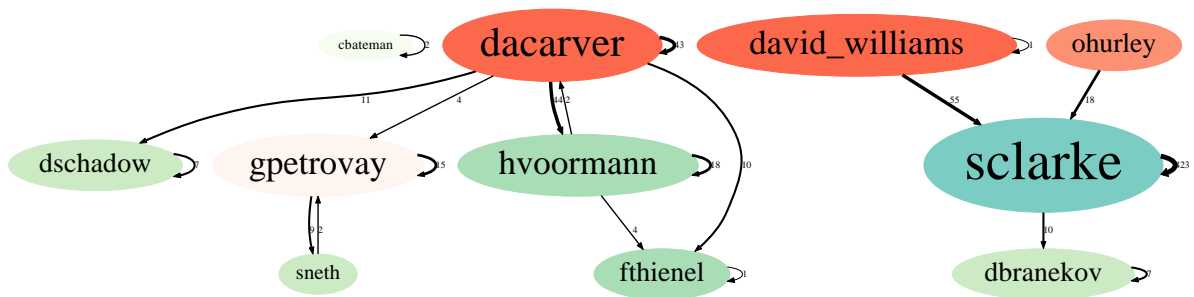 cbateman
2
dacarver
43
david_williams
1
ohurley
11
4
44
2
10
55
18
dschadow
7
gpetrovay
15
hvoormann
18
sclarke
423
9
2
4
10
sneth
fthienel
1
dbranekov
7